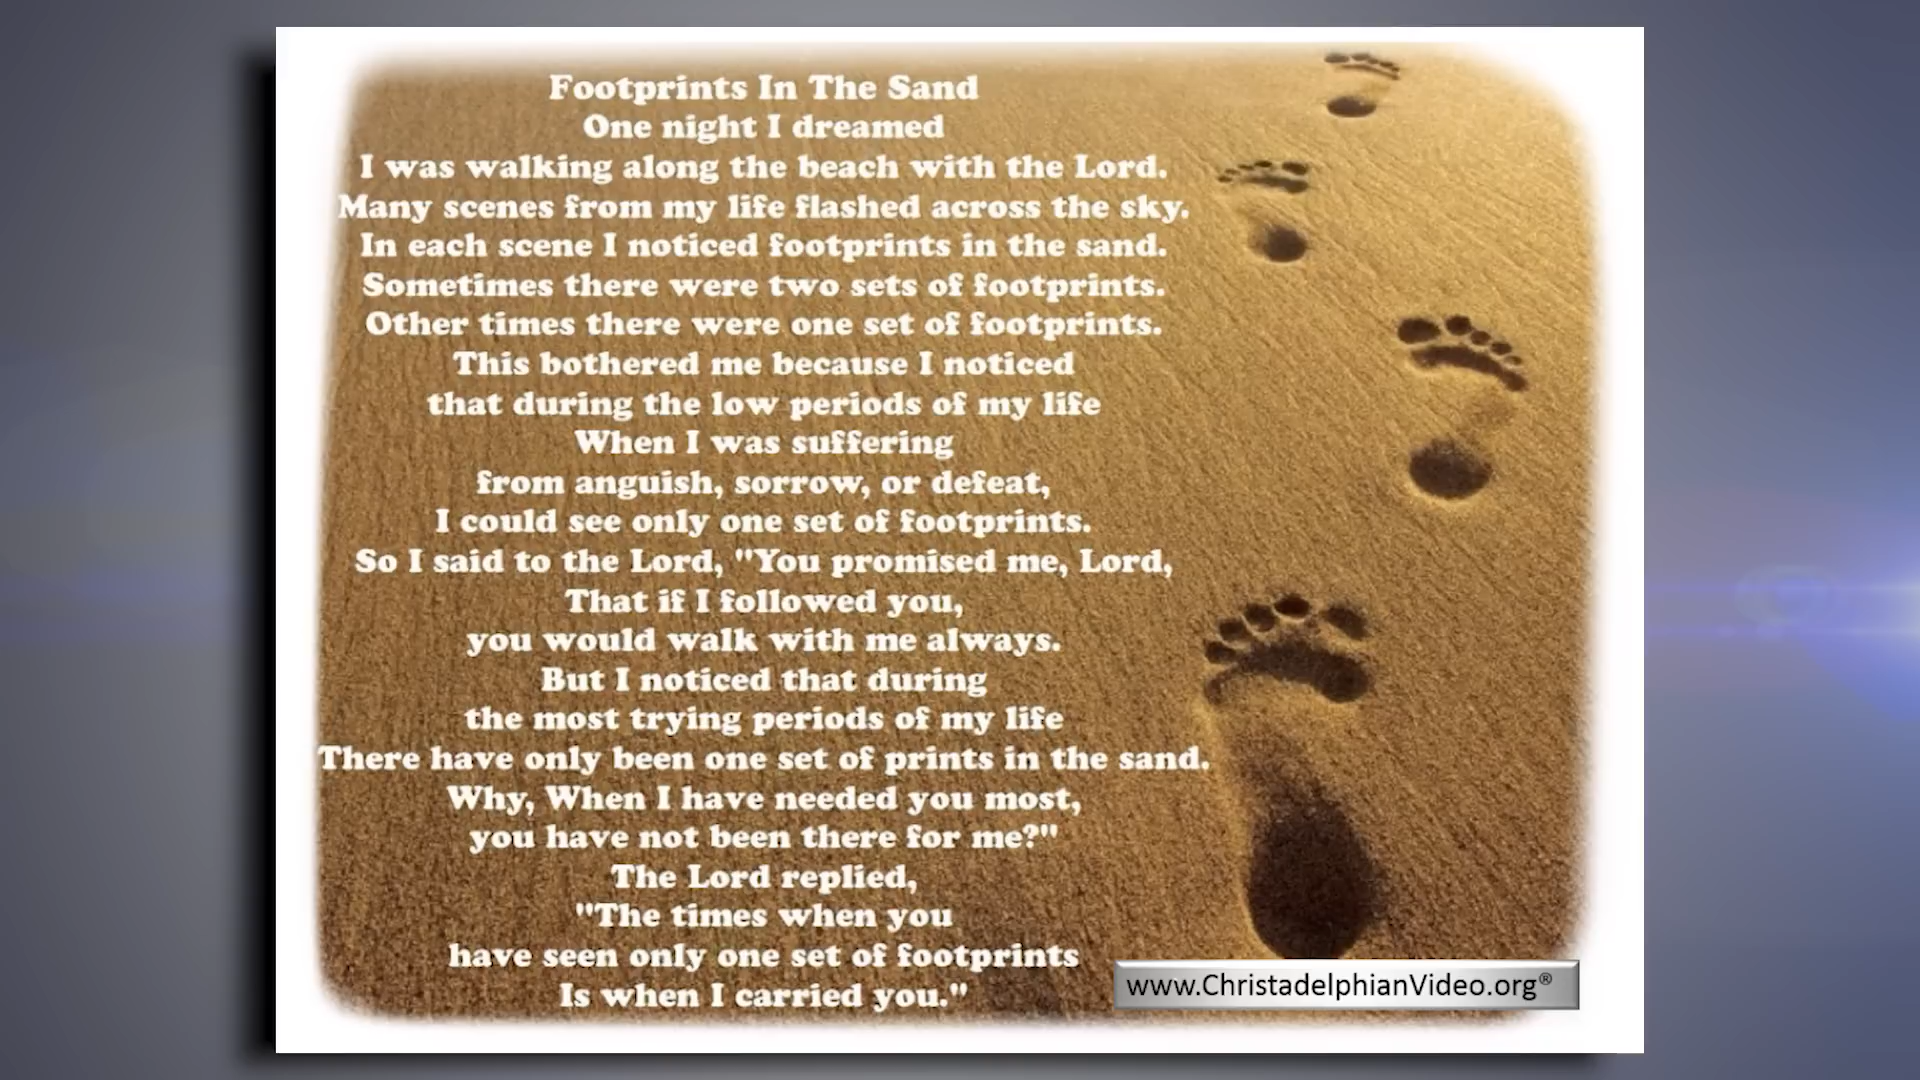 Footprints In The Sand
One night I dreamed
I was walking along the beach with the Lord.
Many scenes from my life flashed across the sky.
In each scene I noticed footprints in the sand.
Sometimes there were two sets of footprints.
Other times there were one set of footprints.
This bothered me because I noticed
that during the low periods of my life
When I was suffering
from anguish, sorrow, or defeat,
I could see only one set of footprints.
So I said to the Lord, "You promised me, Lord,
That if I followed you,
you would walk with me always.
But I noticed that during
the most trying periods of my life
There have only been one set of prints in the sand.
Why, When I have needed you most,
you have not been there for me?"
The Lord replied,
"The times when you
have seen only one set of footprints
Is when I carried you."
www.ChristadelphianVideo.org®